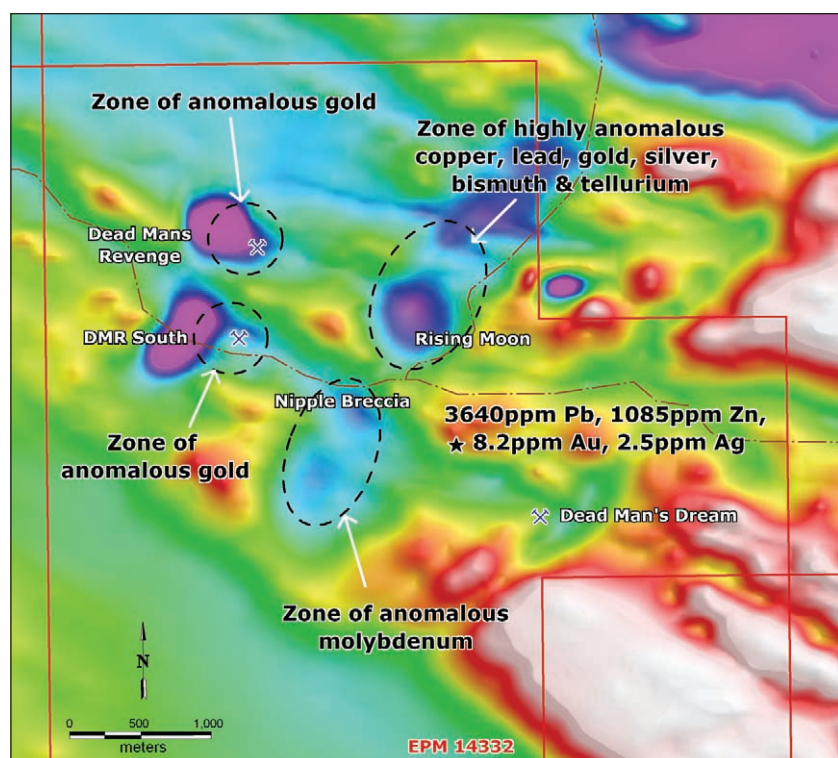 Zone of anomalous gold
Zone of highly anomalous
copper, lead, gold, silver,
bismuth & tellurium
Dead Mans
Revenge
DMR South
Rising Moon
Nipple Breccia
3640ppm Pb, 1085ppm Zn,
8.2ppm Au, 2.5ppm Ag
Zone of
anomalous gold
Dead Man's Dream
Zone of anomalous
molybdenum
N
0 500 1,000
meters
EPM 14332